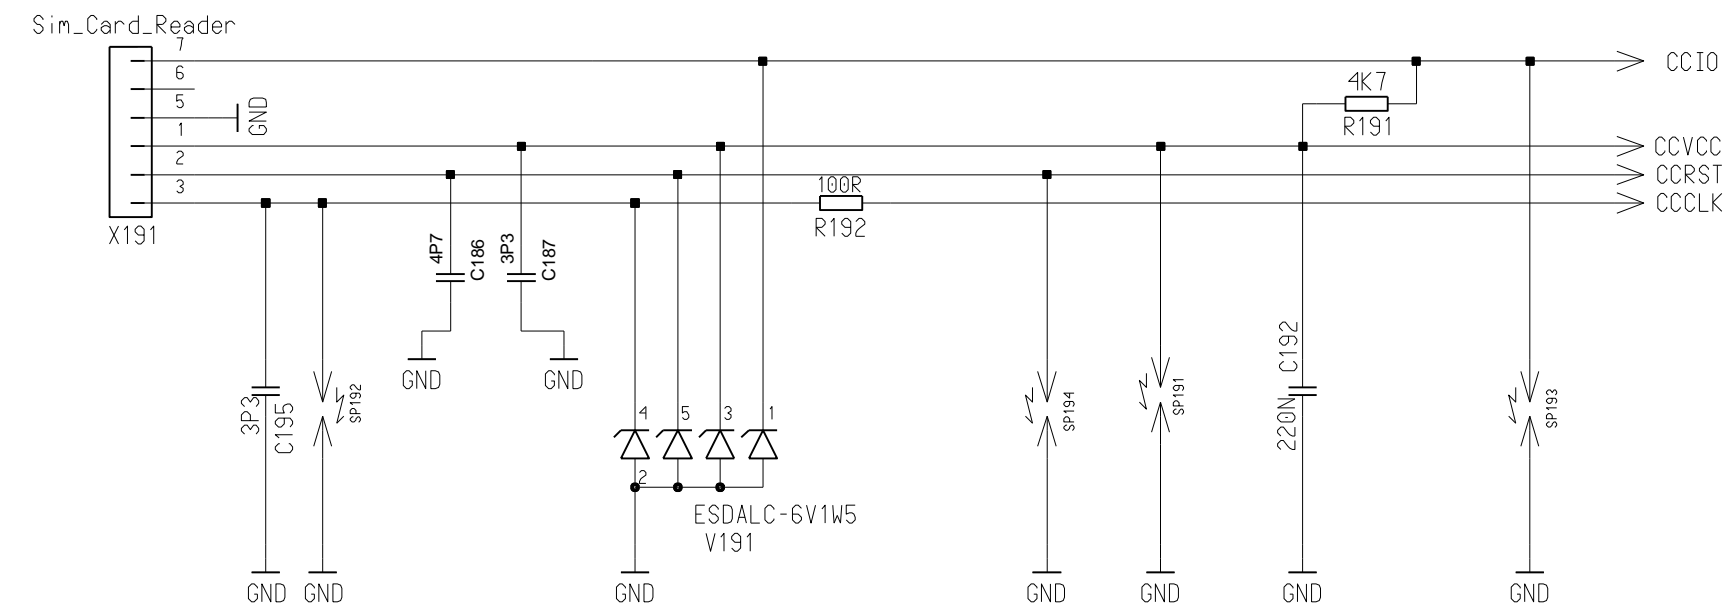 Sim_Card_Reader
7
6
5
1
2
3
GND
X191
CCIO
4K7
R191
CCVCC
CCRST
CCCLK
100R
R192
4P7
C186
3P3
C187
GND
GND
3P3
C195
SP192
4
5
3
1
2
ESDALC-6V1W5
V191
SP194
SP191
C192
220N
SP193
GND
GND
GND
GND
GND
GND
GND